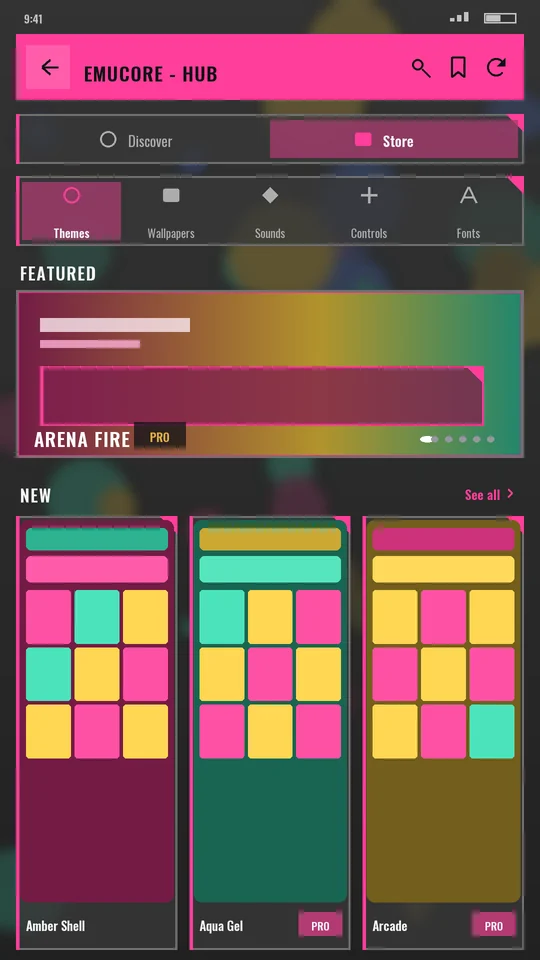 9:41
EMUCORE - HUB
Discover
Store
Themes
Wallpapers
Sounds
Controls
Fonts
FEATURED
ARENA FIRE
PRO
NEW
See all
Amber Shell
Aqua Gel
PRO
Arcade
PRO